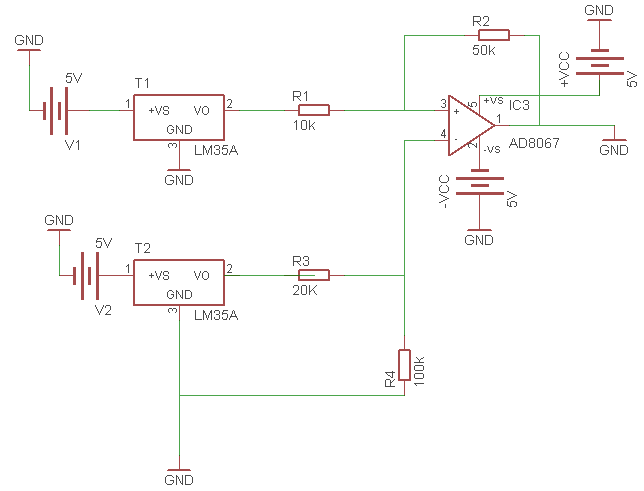 GND
R2
GND
50k
+VCC
5V
5V
T1
1
+VS
VO
2
GND
V1
3
LM35A
GND
R1
10k
3
+
4
-
5
+VS
IC3
1
2
-VS
AD8067
GND
-VCC
5V
GND
GND
5V
T2
1
+VS
VO
2
GND
V2
3
LM35A
R3
20K
R4
100k
GND